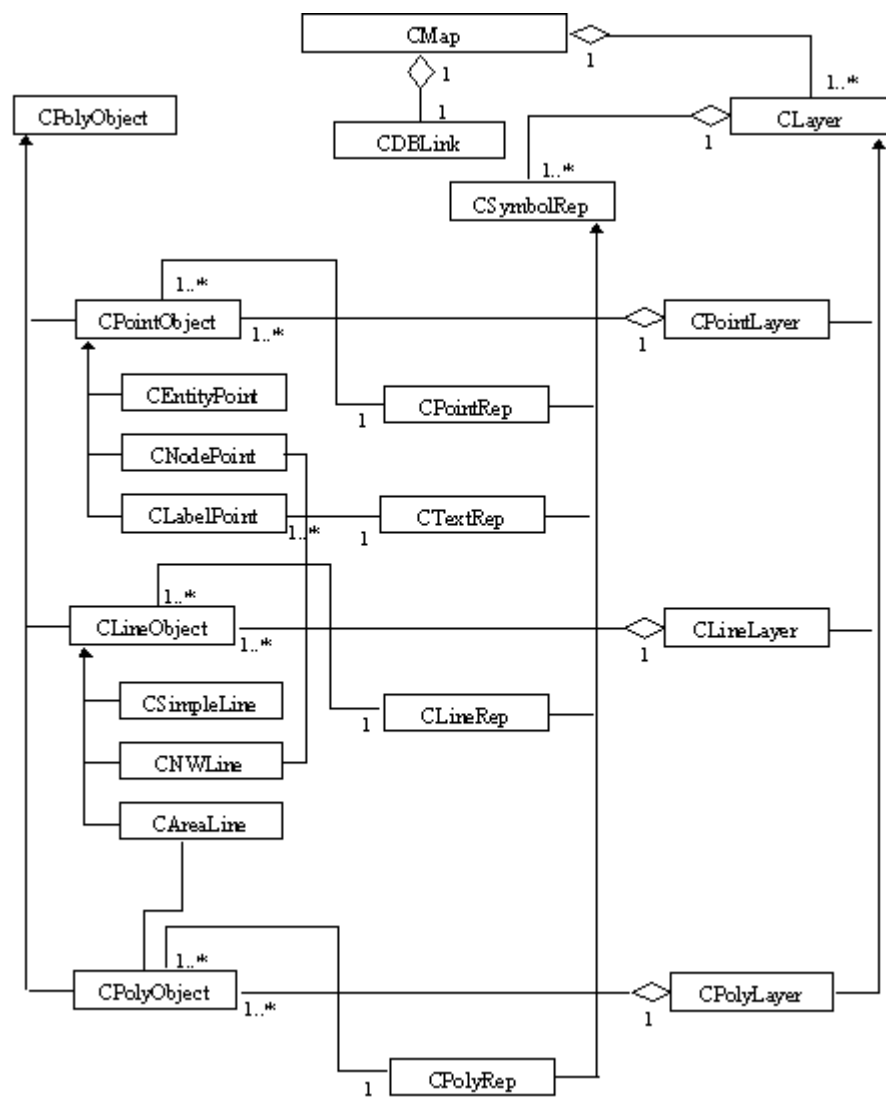 CMap
1
1
1..*
CPolyObject
1
CLayer
CDBLink
1
1..*
CSymbolRep
1..*
CPointObject
CPointLayer
1..*
1
CEntityPoint
CPointRep
1
CNodePoint
CLabelPoint
CTextRep
1..*
1
1..*
CLineObject
CLineLayer
1..*
1
CSimpleLine
CLineRep
1
CNWLine
CAreaLine
1..*
CPolyObject
CPolyLayer
1..*
1
CPolyRep
1